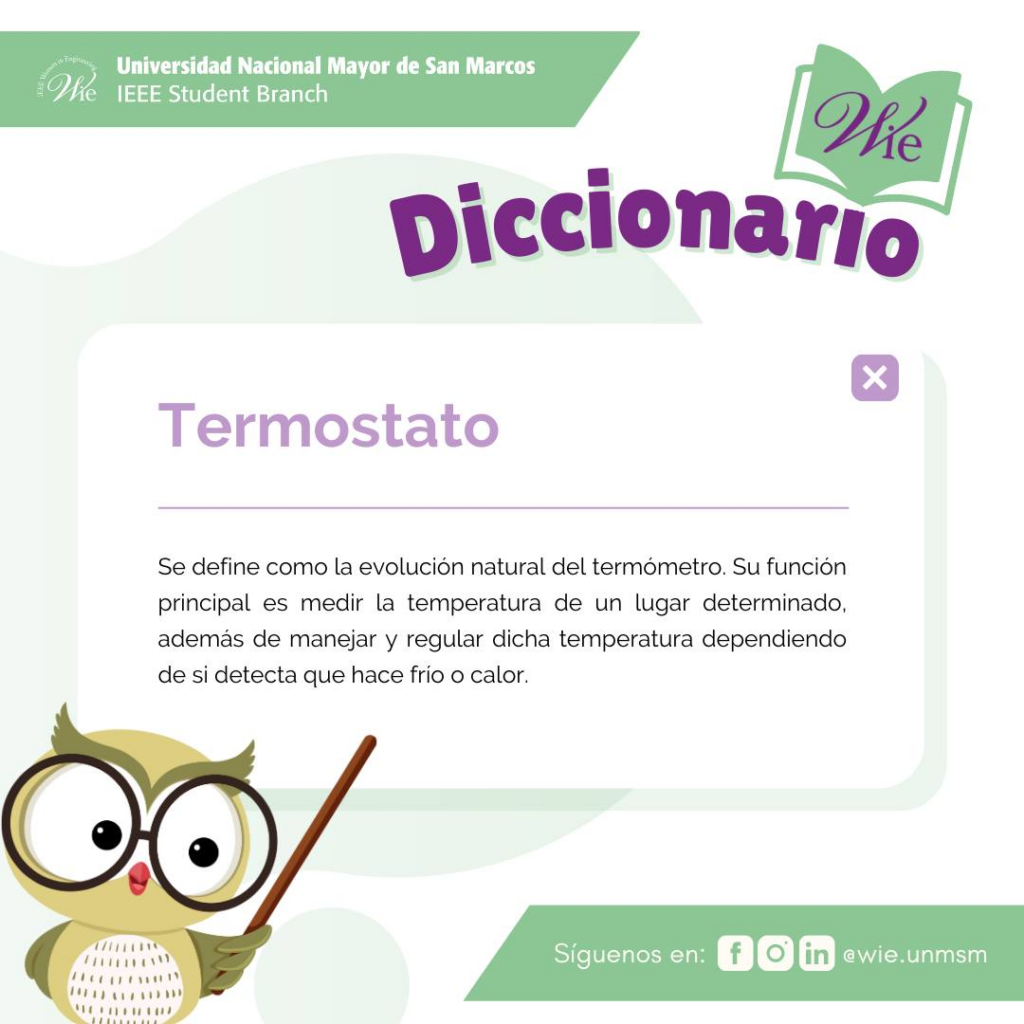 IEEE Women in Engineering
Wie
Universidad Nacional Mayor de San Marcos
IEEE Student Branch
Wie
Diccionario
Termostato
Se define como la evolución natural del termómetro. Su función
principal es medir la temperatura de un lugar determinado,
además de manejar y regular dicha temperatura dependiendo
de si detecta que hace frío o calor.
Síguenos en: f in @wie.unmsm